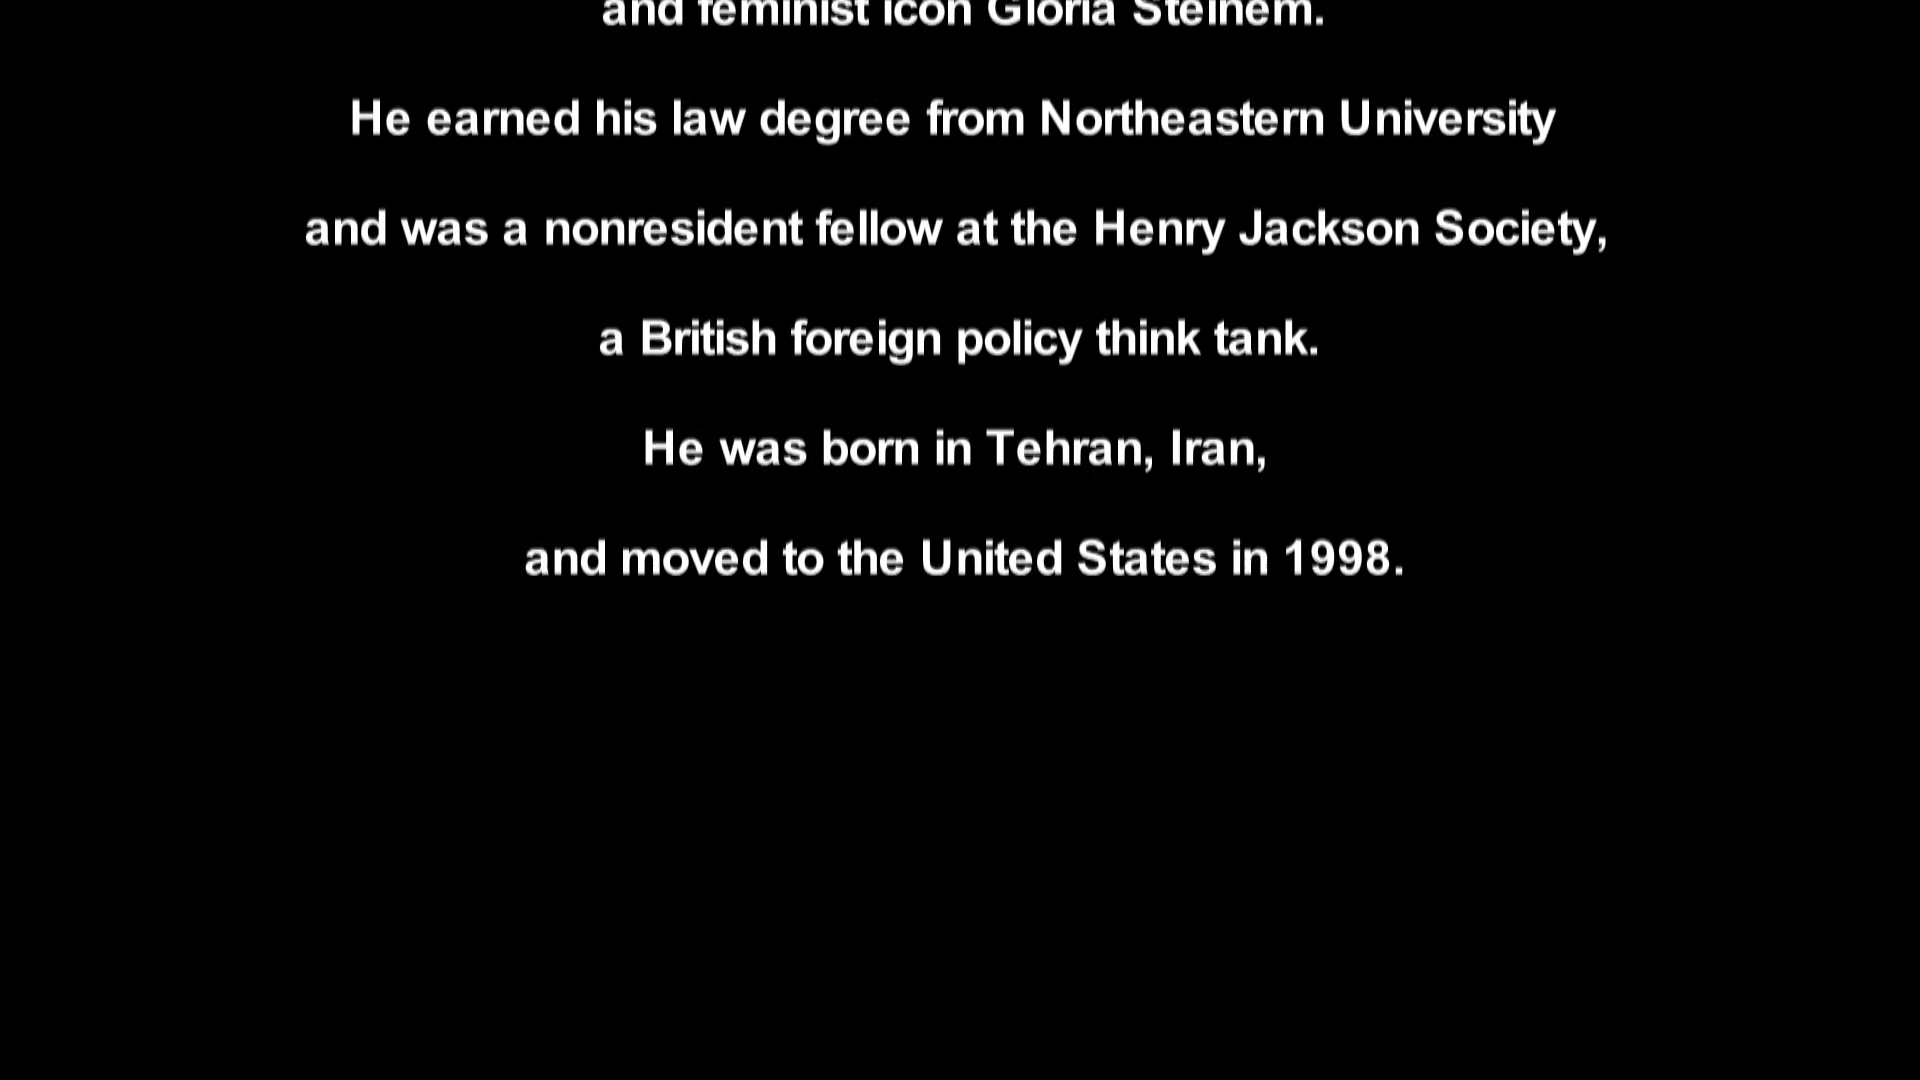 and feminist icon Gloria Steinem.
He earned his law degree from Northeastern University
and was a nonresident fellow at the Henry Jackson Society,
a British foreign policy think tank.
He was born in Tehran, Iran,
and moved to the United States in 1998.